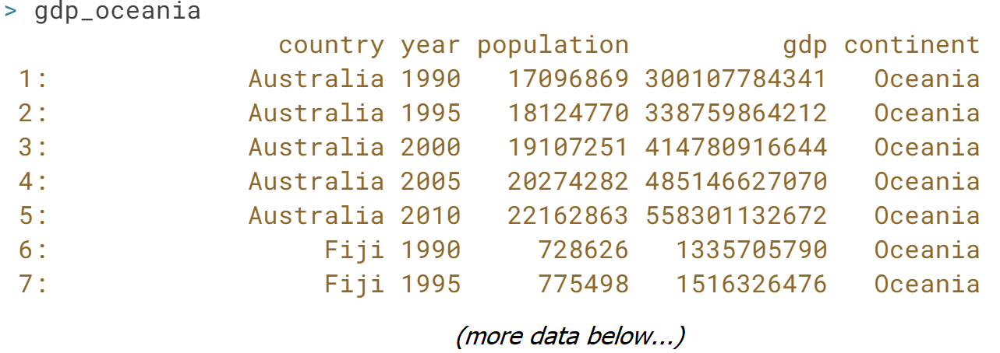 > gdp_oceania
country year population gdp continent
1: Australia 1990 17096869 300107784341 Oceania
2: Australia 1995 18124770 338759864212 Oceania
3: Australia 2000 19107251 414780916644 Oceania
4: Australia 2005 20274282 485146627070 Oceania
5: Australia 2010 22162863 558301132672 Oceania
6: Fiji 1990 728626 1335705790 Oceania
7: Fiji 1995 775498 1516326476 Oceania
(more data below...)